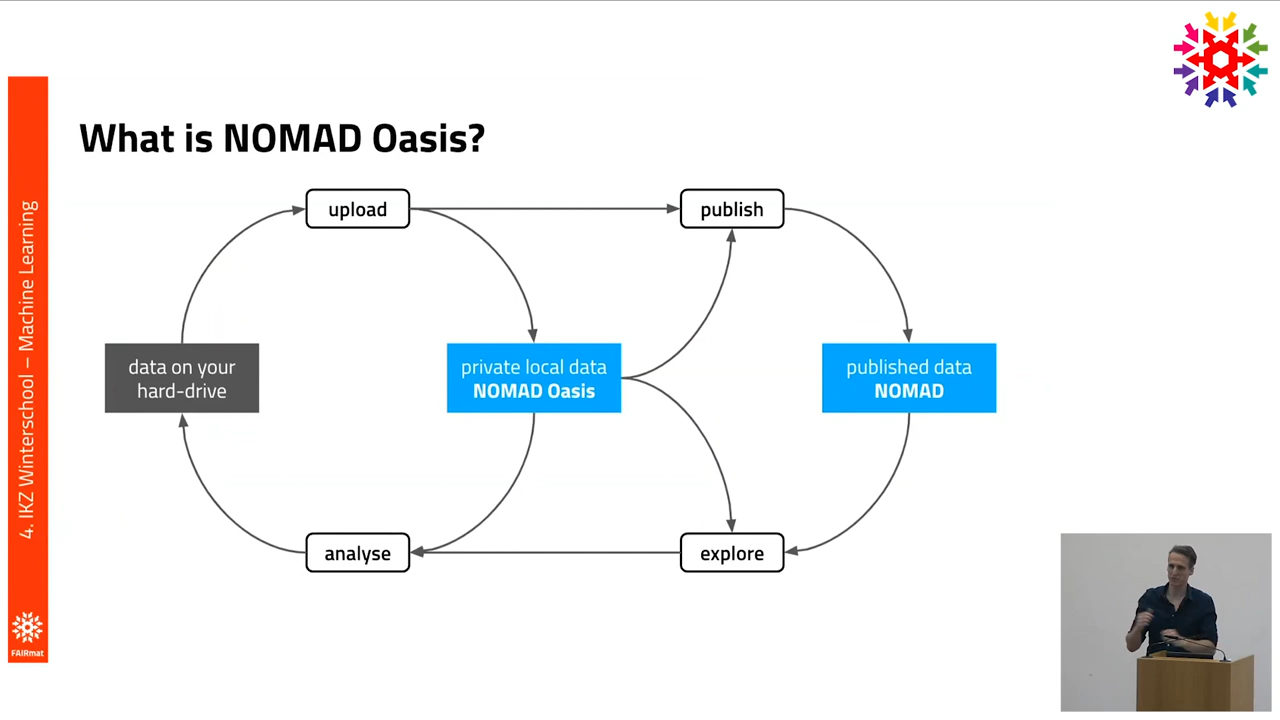 What is NOMAD Oasis?
upload
publish
data on your
hard-drive
private local data
NOMAD Oasis
published data
NOMAD
analyse
explore
4. IKZ Winterschool – Machine Learning
FAIRmat